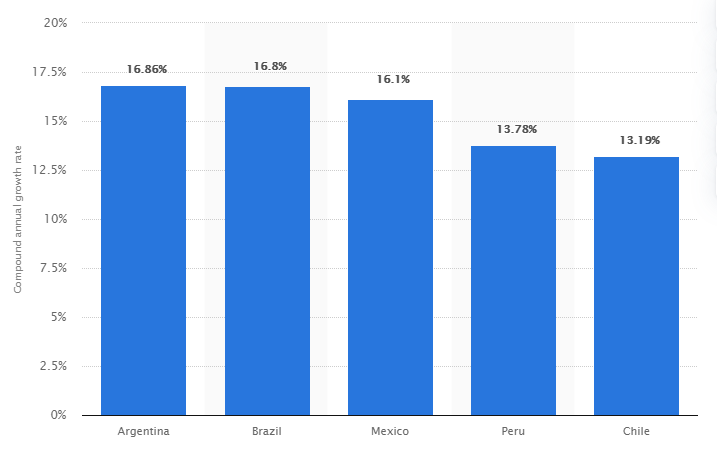 20%
17.5%
15%
12.5%
10%
7.5%
5%
2.5%
0%
Compound annual growth rate
16.86%
16.8%
16.1%
13.78%
13.19%
Argentina
Brazil
Mexico
Peru
Chile